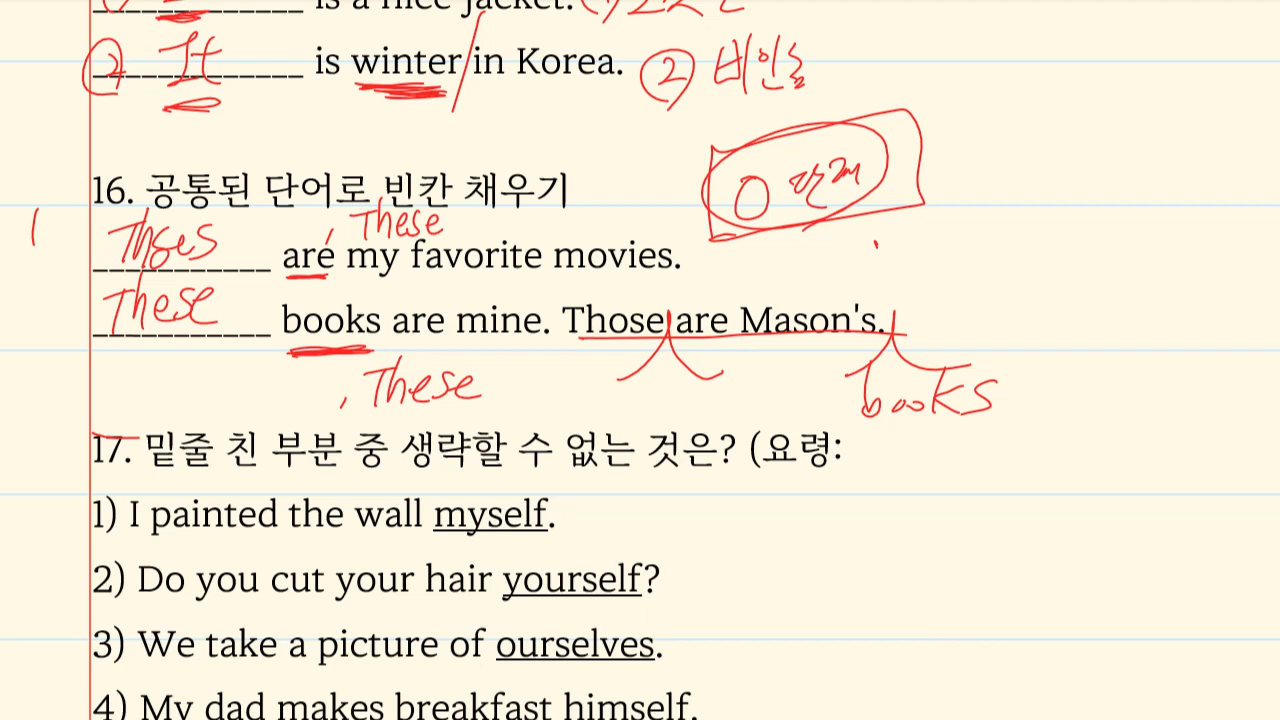 is a nice jacket.
② It is winter in Korea. ② 비인칭
16. 공통된 단어로 빈칸 채우기
These
Thses are my favorite movies.
These books are mine. Those are Mason's.
, These books
17. 밑줄 친 부분 중 생략할 수 없는 것은? (요령:
1) I painted the wall myself.
2) Do you cut your hair yourself?
3) We take a picture of ourselves.
4) My dad makes breakfast himself.